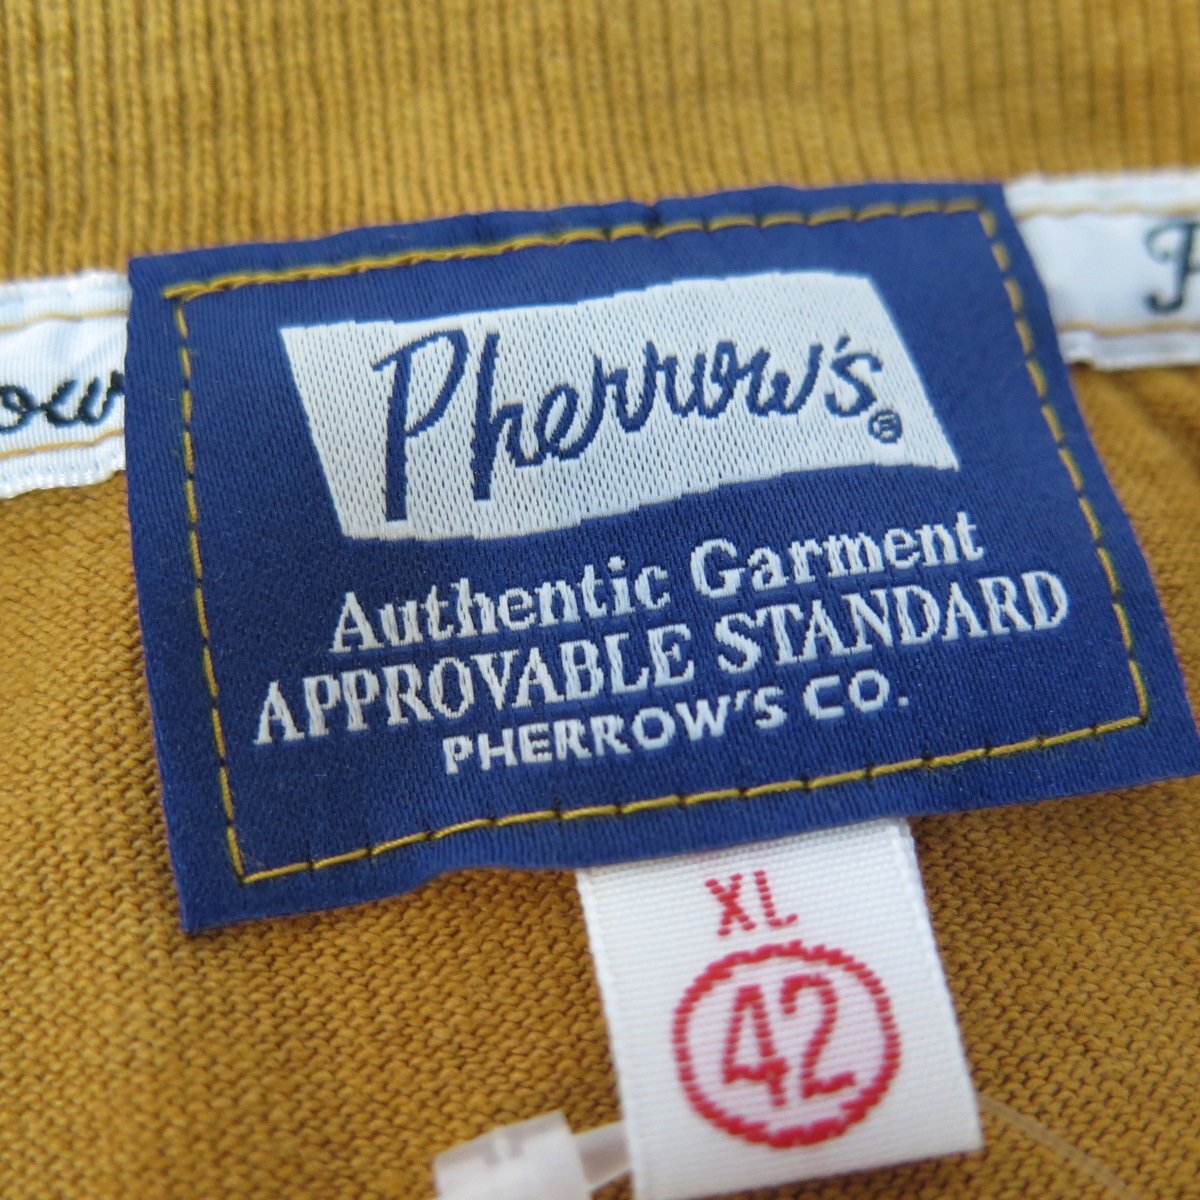 Pherrow's®
Authentic Garment
APPROVABLE STANDARD
PHERROW'S CO.
XL
42